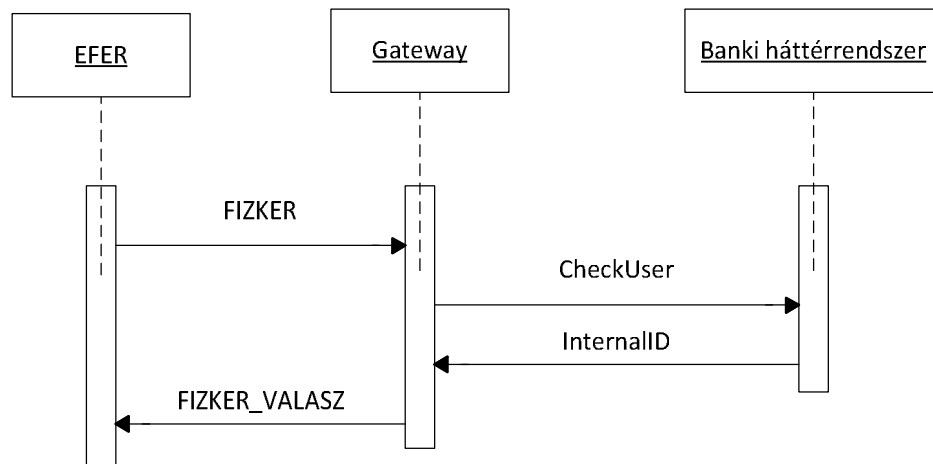 EFER
Gateway
Banki háttérrendszer
FIZKER
CheckUser
InternalID
FIZKER_VALASZ